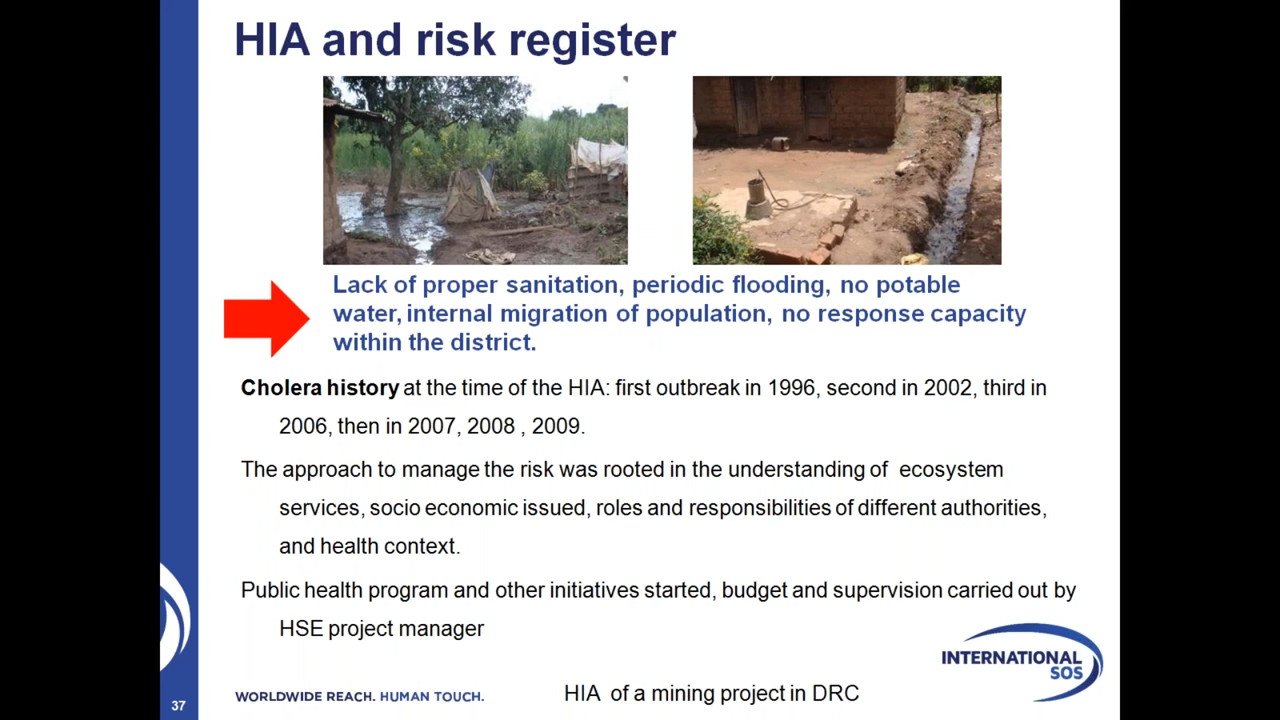 HIA and risk register
Lack of proper sanitation, periodic flooding, no potable
water, internal migration of population, no response capacity
within the district.
Cholera history at the time of the HIA: first outbreak in 1996, second in 2002, third in
2006, then in 2007, 2008 , 2009.
The approach to manage the risk was rooted in the understanding of ecosystem
services, socio economic issued, roles and responsibilities of different authorities,
and health context.
Public health program and other initiatives started, budget and supervision carried out by
HSE project manager
INTERNATIONAL
SOS
37
WORLDWIDE REACH. HUMAN TOUCH.
HIA of a mining project in DRC